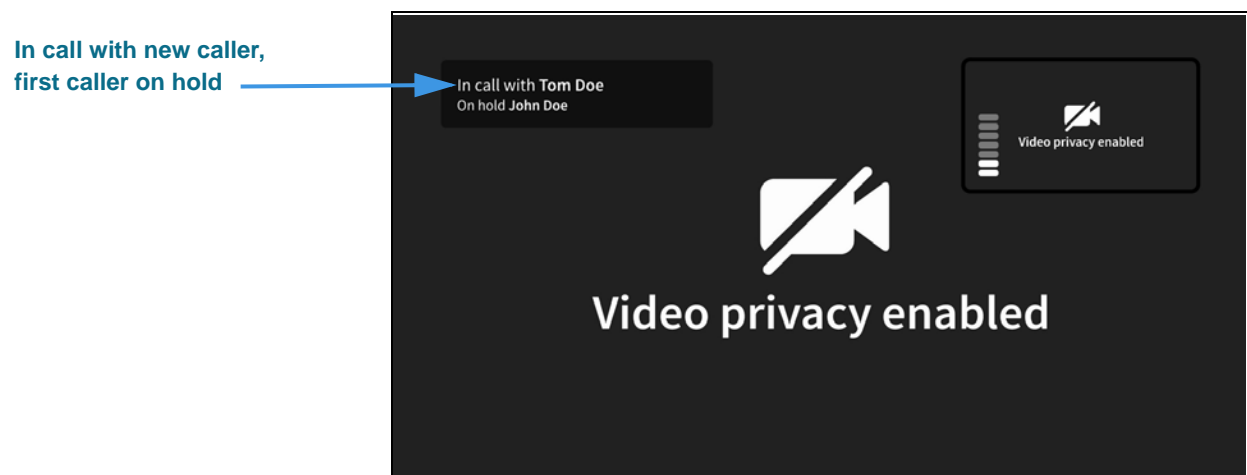 In call with new caller,
first caller on hold
In call with Tom Doe
On hold John Doe
Video privacy enabled
Video privacy enabled